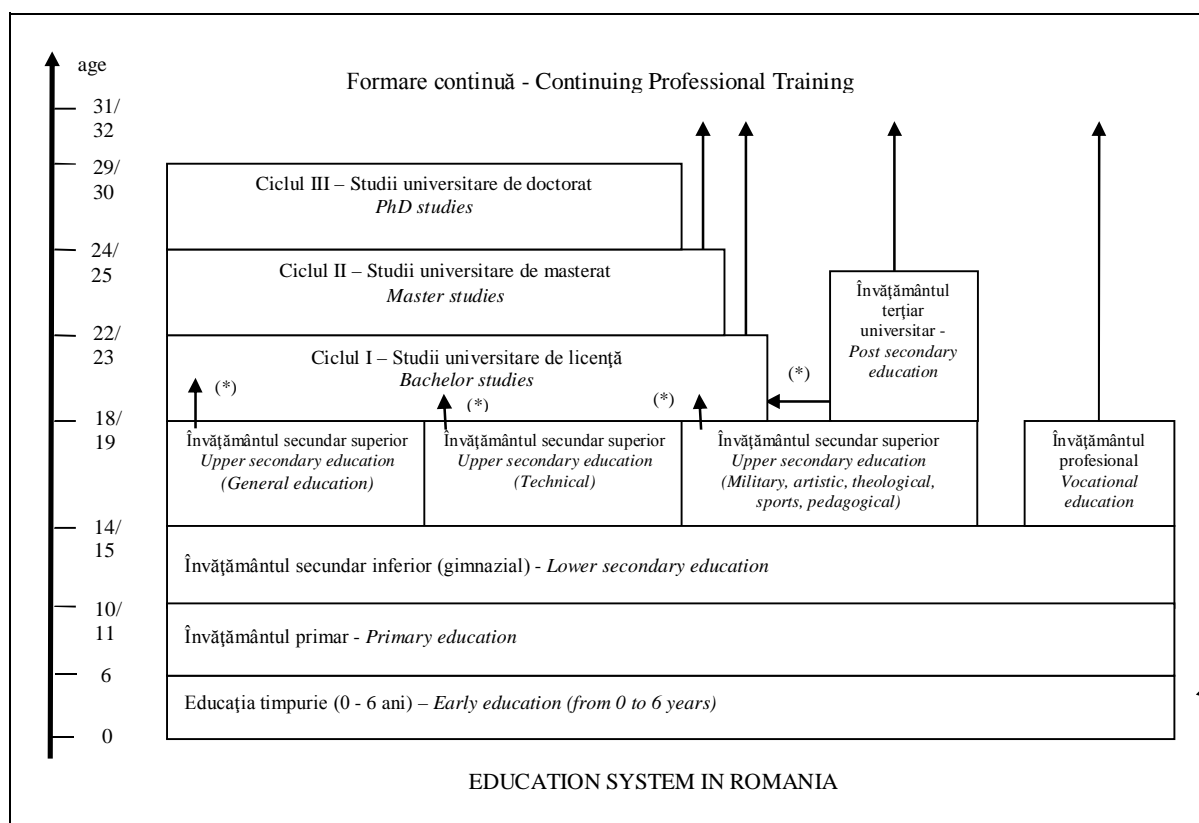 age
Formare continuă - Continuing Professional Training
31/
32
29/
30
Ciclul III – Studii universitare de doctorat
PhD studies
24/
25
Ciclul II – Studii universitare de masterat
Master studies
Învăţământul
terţiar
universitar -
Post secondary
education
22/
23
Ciclul I – Studii universitare de licenţă
Bachelor studies
(*)
(*)
(*)
(*)
18/
19
Învăţământul secundar superior
Upper secondary education
(General education)
Învăţământul secundar superior
Upper secondary education
(Technical)
Învăţământul secundar superior
Upper secondary education
(Military, artistic, theological,
sports, pedagogical)
Învăţământul
profesional
Vocational
education
14/
15
Învăţământul secundar inferior (gimnazial) - Lower secondary education
10/
11
Învăţământul primar - Primary education
6
Educaţia timpurie (0 - 6 ani) – Early education (from 0 to 6 years)
0
EDUCATION SYSTEM IN ROMANIA